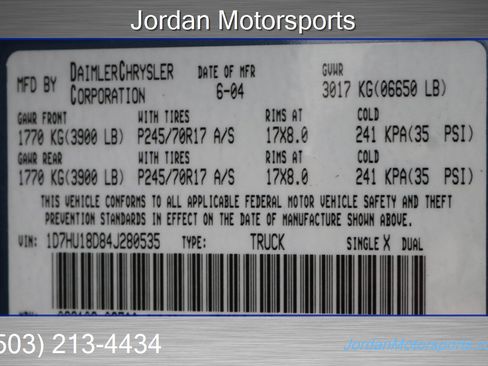 Jordan Motorsports
MFD BY DAIMLERCHRYSLER CORPORATION DATE OF MFR 6-04 GVWR 3017 KG(06650 LB)
GAWR FRONT WITH TIRES RIMS AT COLD
1770 KG(3900 LB) P245/70R17 A/S 17X8.0 241 KPA(35 PSI)
GAWR REAR WITH TIRES RIMS AT COLD
1770 KG(3900 LB) P245/70R17 A/S 17X8.0 241 KPA(35 PSI)
THIS VEHICLE CONFORMS TO ALL APPLICABLE FEDERAL MOTOR VEHICLE SAFETY AND THEFT
PREVENTION STANDARDS IN EFFECT ON THE DATE OF MANUFACTURE SHOWN ABOVE.
VIN: 1D7HU18D84J280535 TYPE: TRUCK SINGLE X DUAL
503) 213-4434
JordanMotorsports